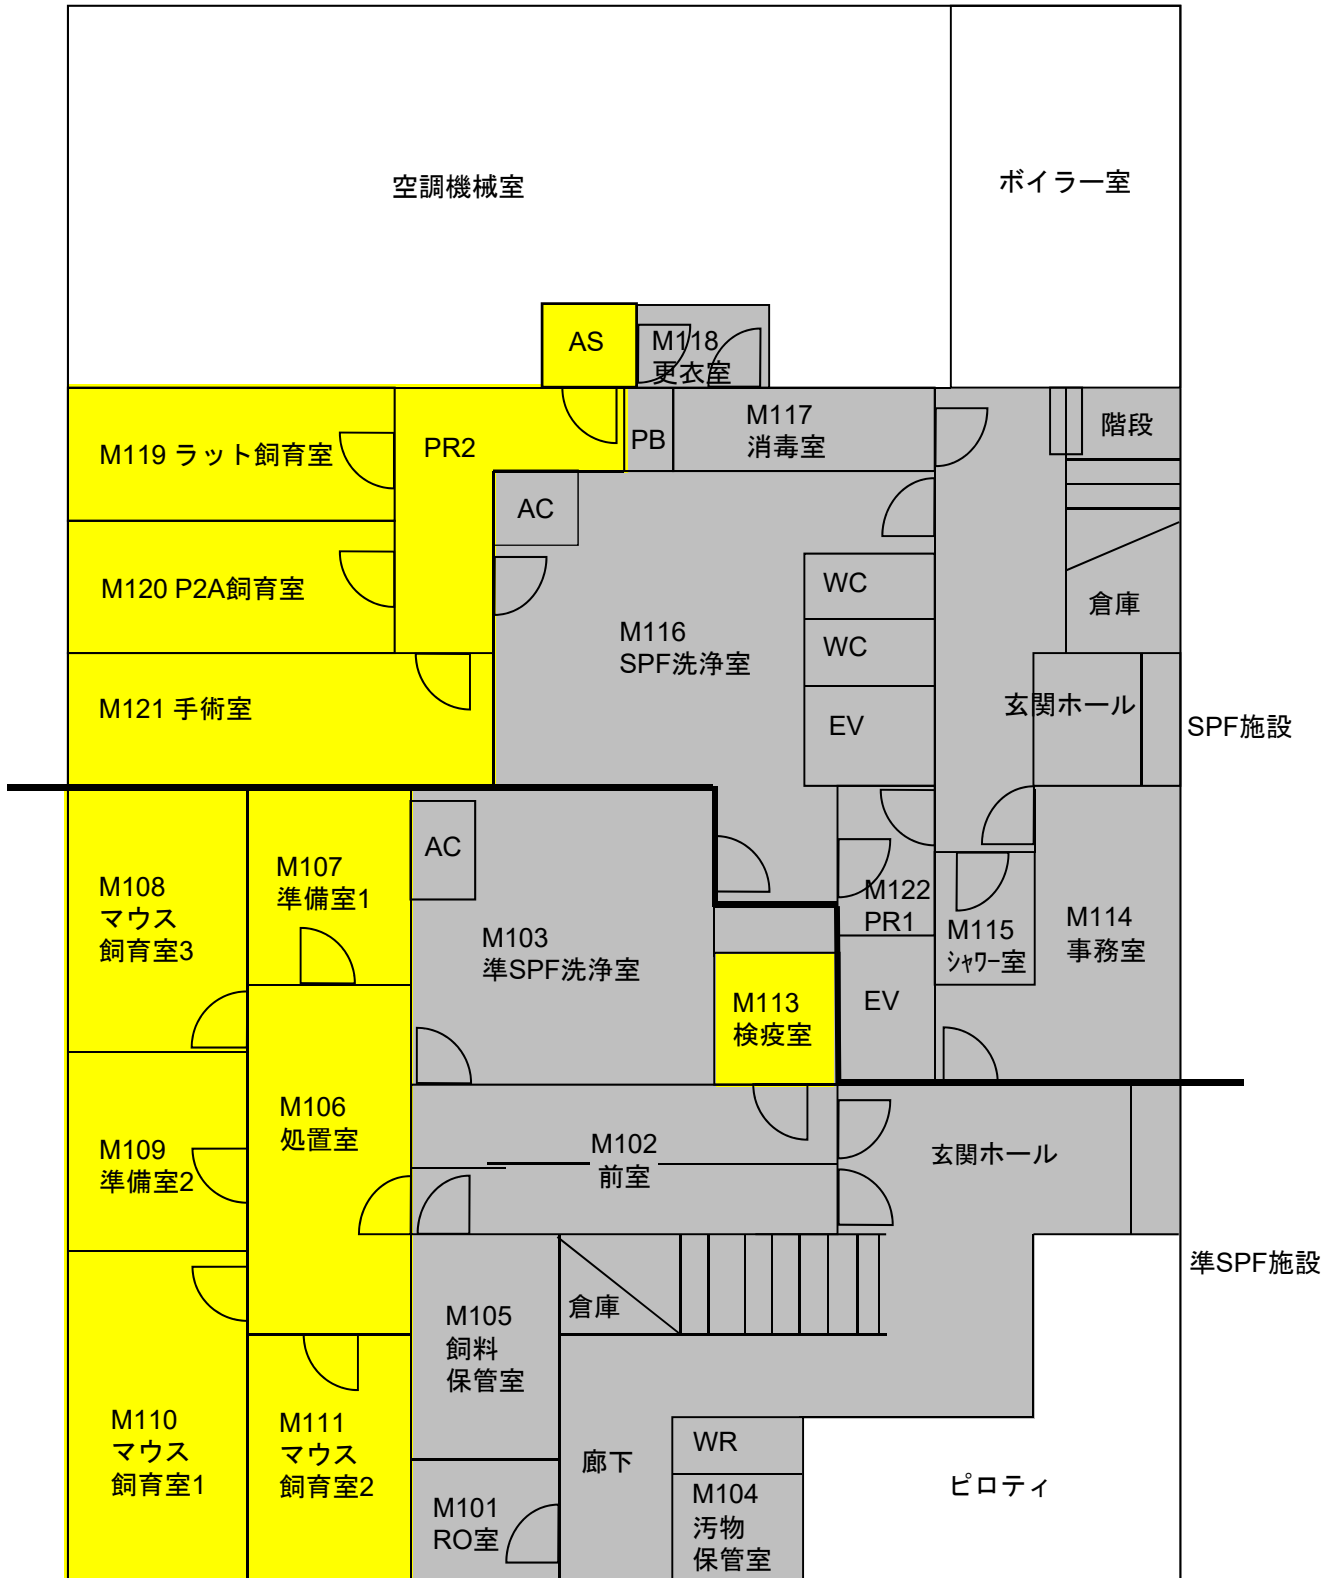 空調機械室
ボイラー室
AS
M118
更衣室
M119 ラット飼育室
PR2
PB
M117
消毒室
階段
AC
M120 P2A飼育室
WC
倉庫
M116
SPF洗浄室
WC
M121 手術室
EV
玄関ホール
SPF施設
M108
マウス
飼育室3
M107
準備室1
AC
M103
準SPF洗浄室
M122
PR1
M115
ｼｬﾜｰ室
M114
事務室
M113
検疫室
EV
M109
準備室2
M106
処置室
M102
前室
玄関ホール
準SPF施設
M105
飼料
保管室
倉庫
M110
マウス
飼育室1
M111
マウス
飼育室2
M101
RO室
廊下
WR
M104
汚物
保管室
ピロティ